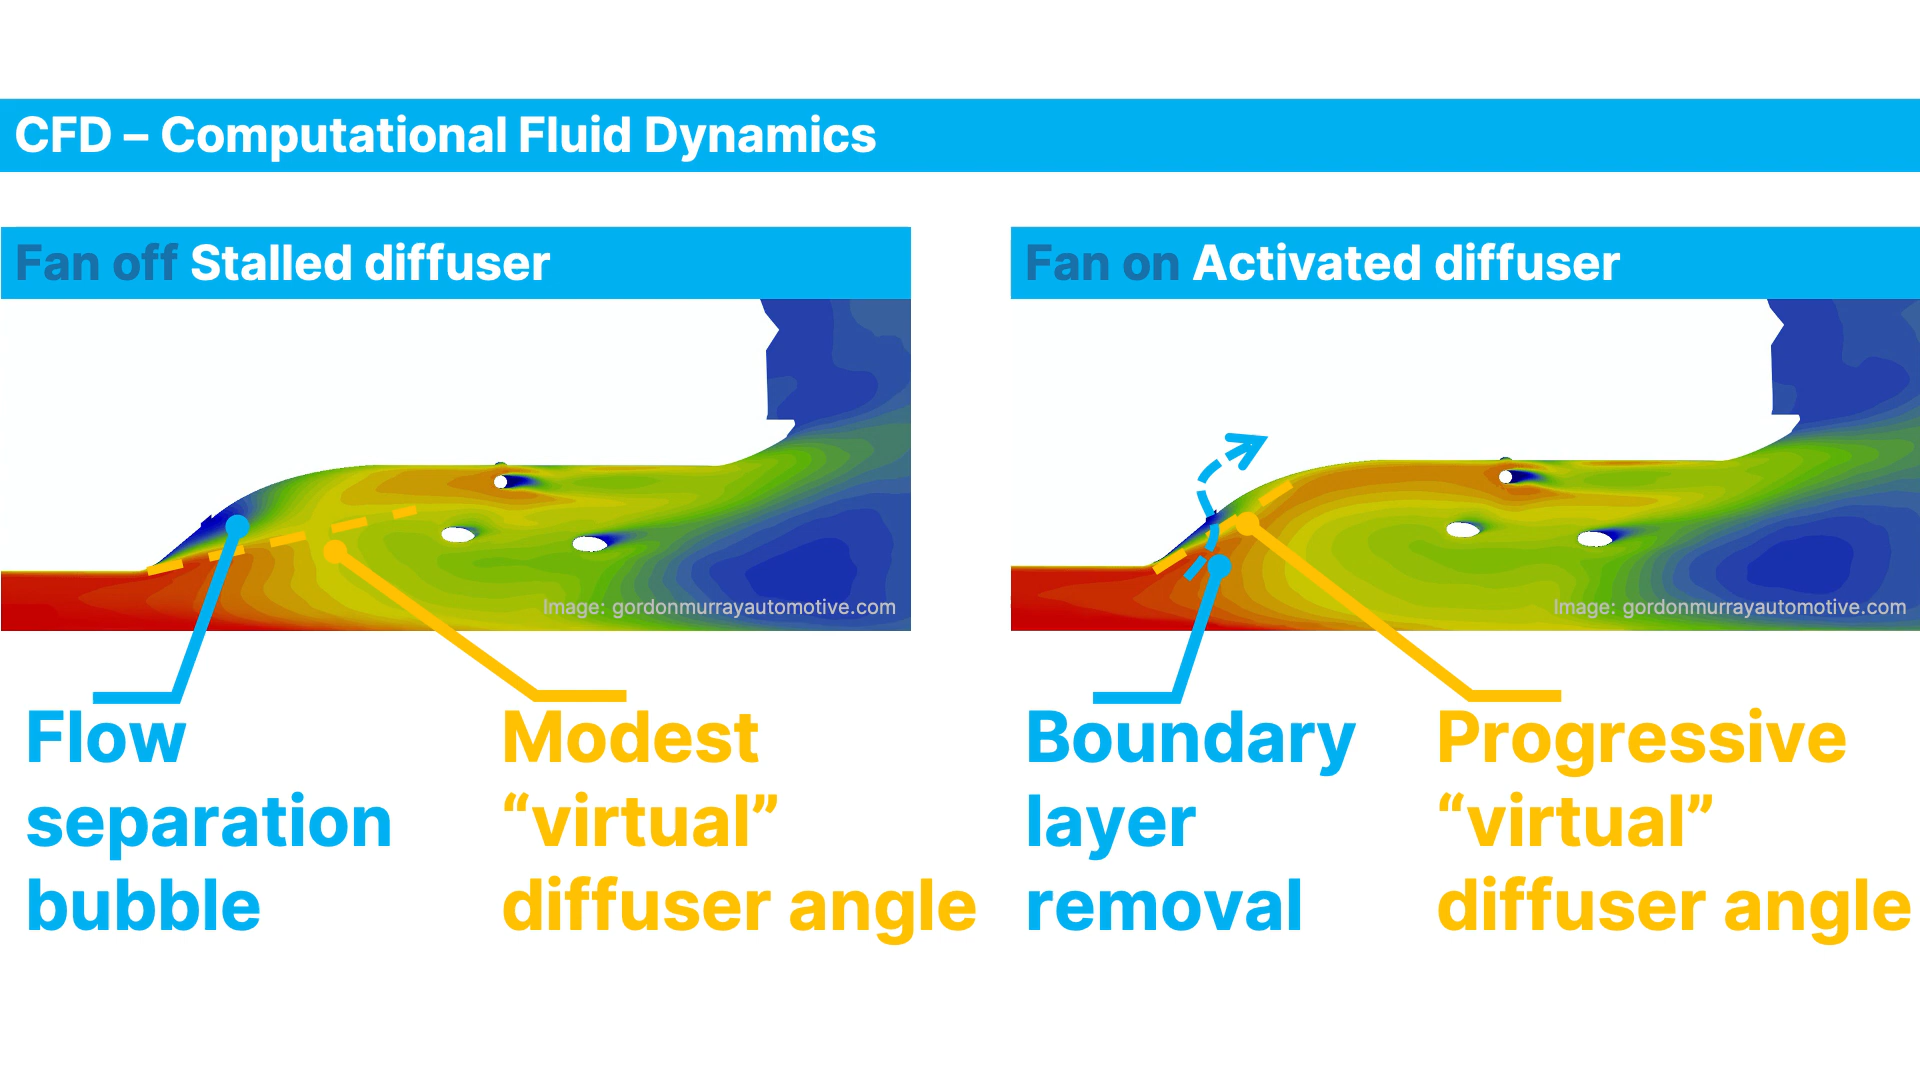 CFD – Computational Fluid Dynamics
Fan off Stalled diffuser
Image: gordonmurrayautomotive.com
Flow
separation
bubble
Modest
“virtual”
diffuser angle
Fan on Activated diffuser
Image: gordonmurrayautomotive.com
Boundary
layer
removal
Progressive
“virtual”
diffuser angle